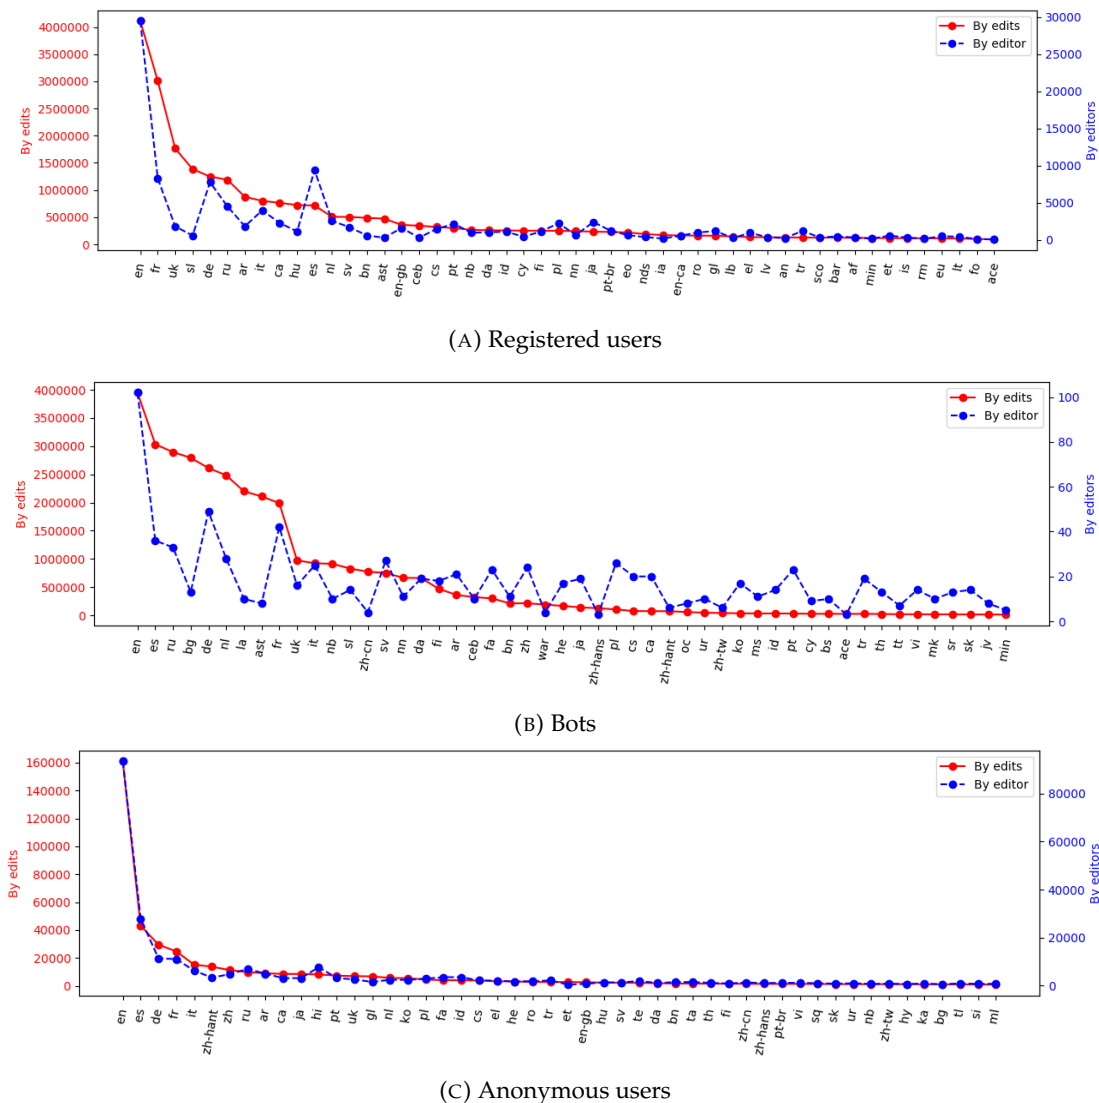 4000000
3500000
3000000
2500000
2000000
1500000
1000000
500000
0
By edits
By edits
By editor
30000
25000
20000
15000
10000
5000
0
By editors
en fr uk sl de ru ar it ca hu es nl sv bn ast en-gb ceb cs pt nb da id cy fi pl nn ja pt-br eo nds ia en-ca ro gl lb el lv an tr sco bar af min et is rm eu lt fo ace
(A) Registered users
4000000
3500000
3000000
2500000
2000000
1500000
1000000
500000
0
By edits
By edits
By editor
100
80
60
40
20
0
By editors
en es ru bg de nl la ast fr uk it nb sl zh-cn sv nn da fi ar ceb fa bn zh war he ja zh-hans pl cs ca zh-hant oc ur zh-tw ko ms id pt cy bs ace tr th tt vi mk sr sk jv min
(B) Bots
160000
140000
120000
100000
80000
60000
40000
20000
0
By edits
By edits
By editor
80000
60000
40000
20000
0
By editors
en es de fr it zh-hant zh ru ar ca ja hi pt uk gl nl ko pl fa id cs el he ro tr et en-gb hu sv te da bn ta th fi zh-cn zh-hans pt-br vi sq sk ur nb zh-tw hy ka bg tl si ml
(C) Anonymous users